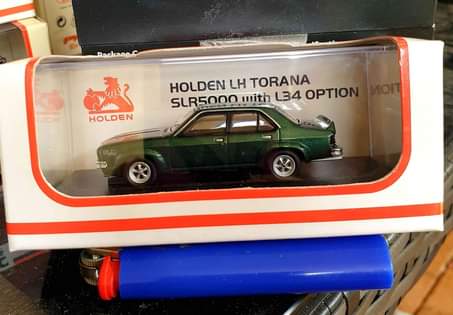 HOLDEN
HOLDEN LH TORANA
SLR5000 with L34 OPTION